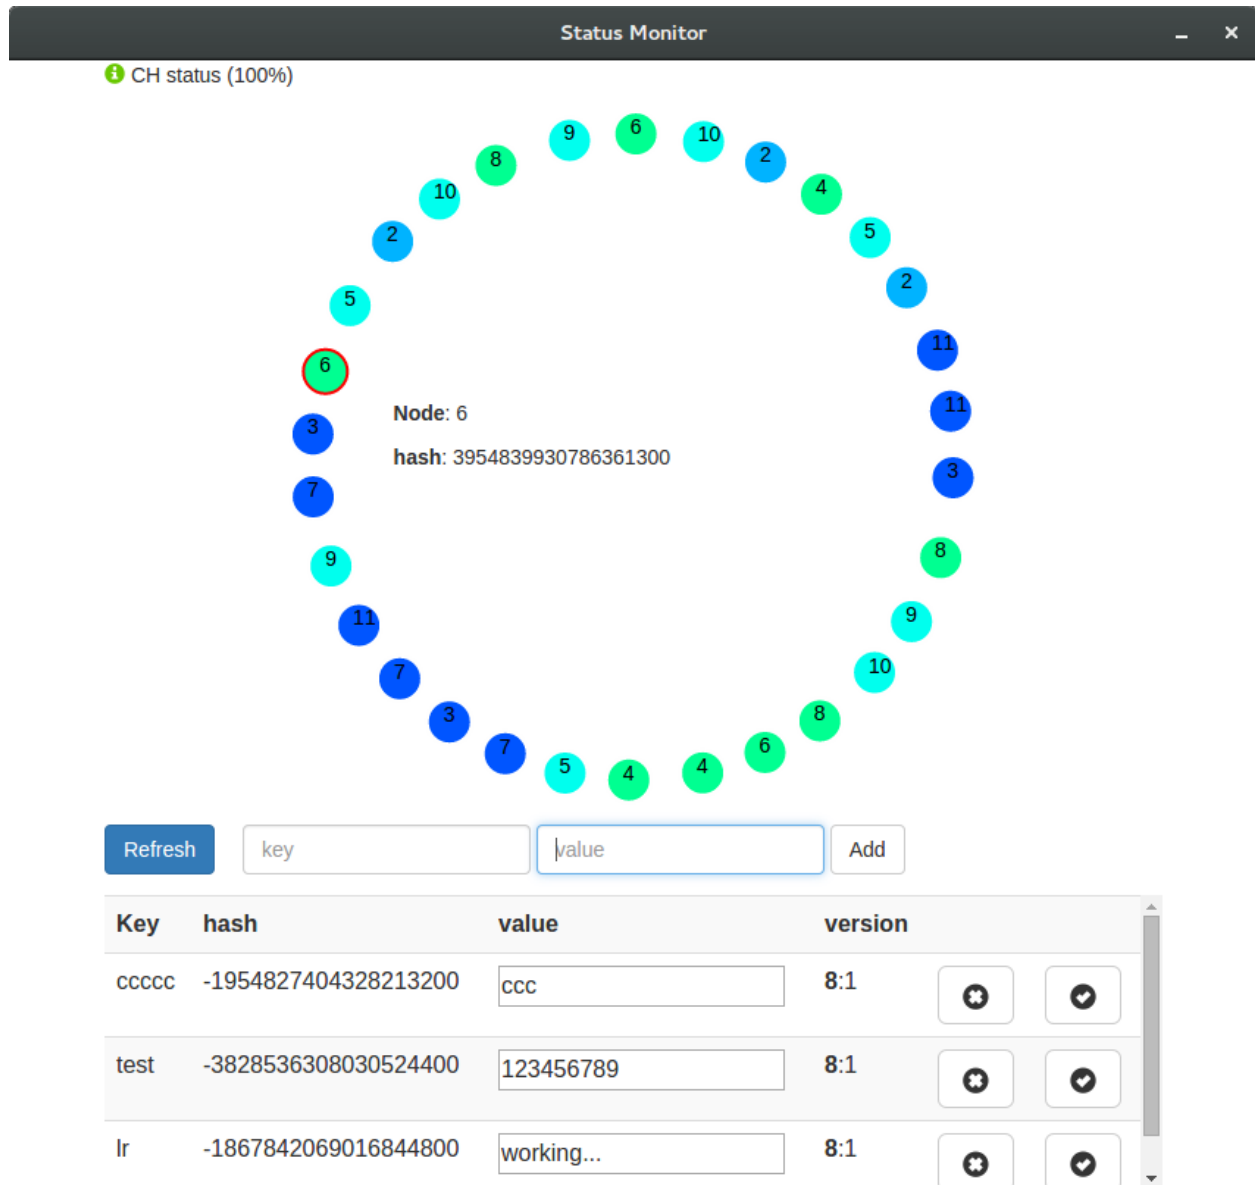 Status Monitor
CH status (100%)
9 6 10
8 2
10 4
2 5
5 2
6 11
3 11
7 3
9 8
11 9
7 10
3 8
7 6
5 4 4
Node: 6
hash: 3954839930786361300
Refresh key value Add
Key hash value version
ccccc -1954827404328213200 ccc 8:1
test -3828536308030524400 123456789 8:1
lr -1867842069016844800 working... 8:1